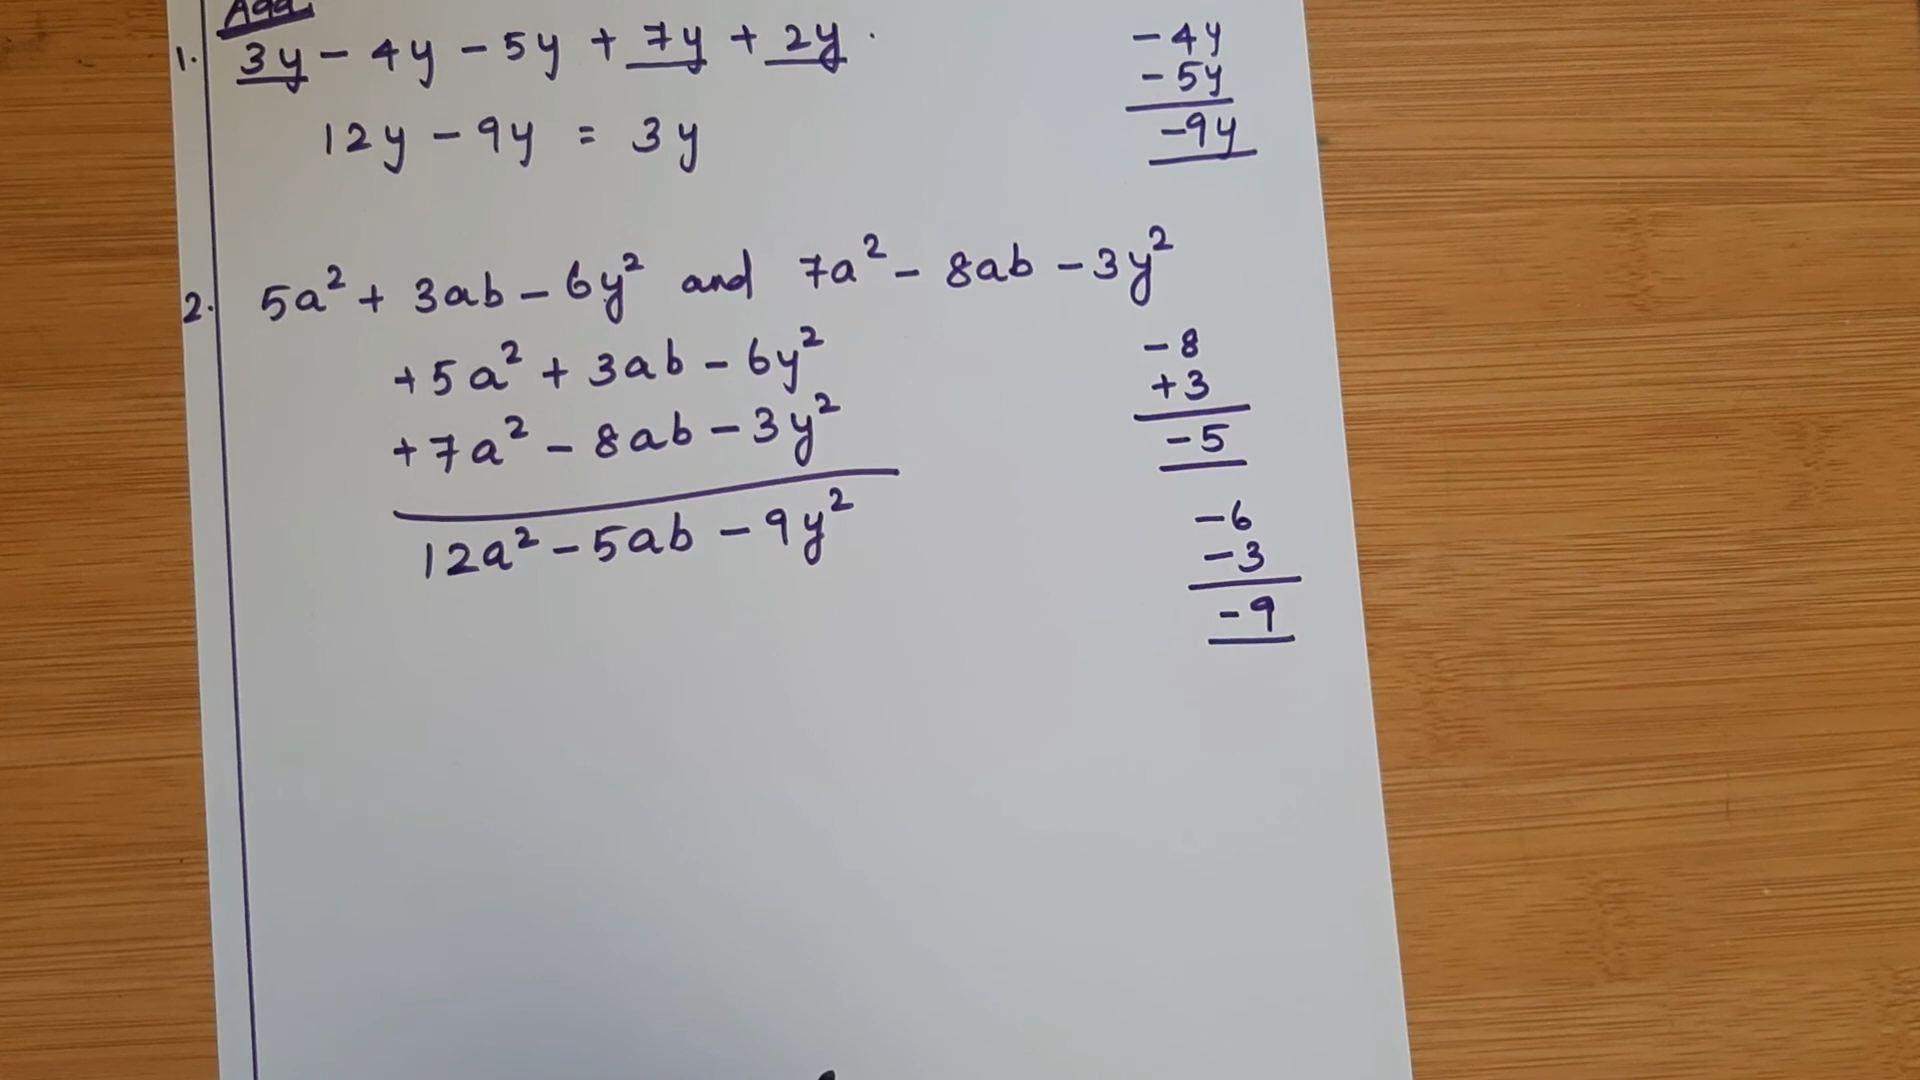 Add
1. 3y - 4y - 5y + 7y + 2y.
12y - 9y = 3y
-4y
-5y
-9y
2. 5a² + 3ab - 6y² and 7a² - 8ab - 3y²
+5a² + 3ab - 6y²
+7a² - 8ab - 3y²
12a² - 5ab - 9y²
-8
+3
-5
-6
-3
-9